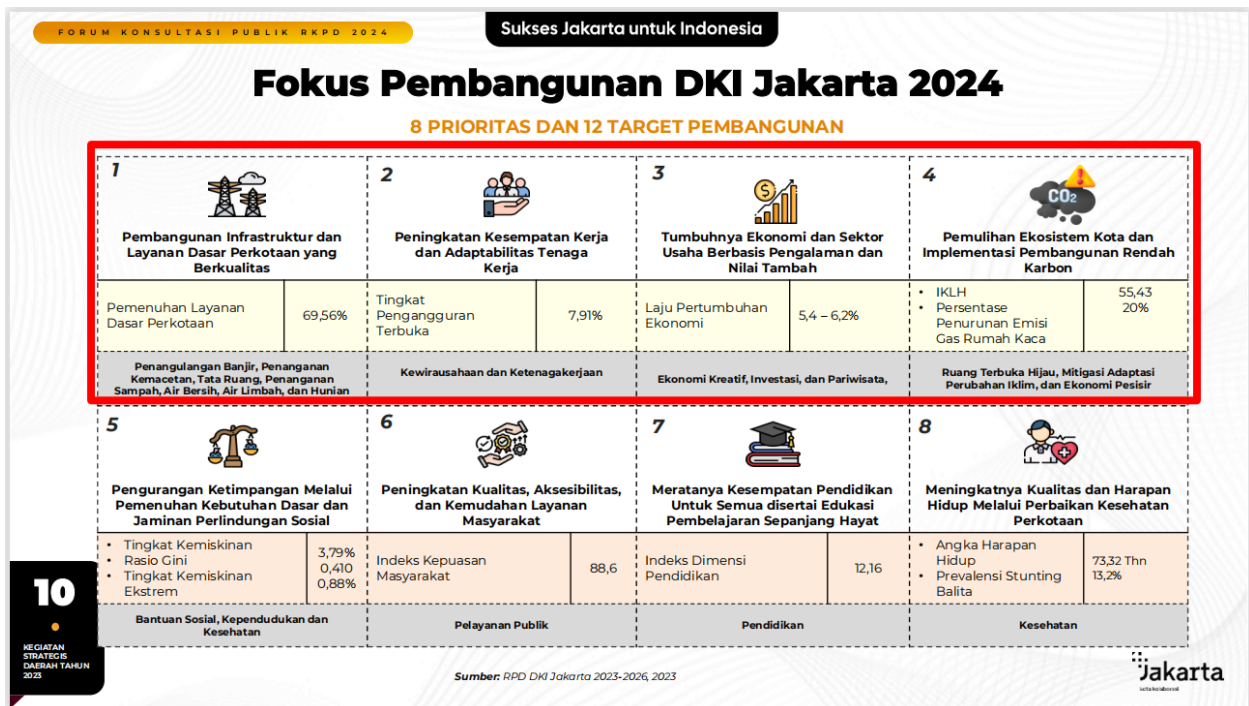 FORUM KONSULTASI PUBLIK RKPD 2024
Sukses Jakarta untuk Indonesia
Fokus Pembangunan DKI Jakarta 2024
8 PRIORITAS DAN 12 TARGET PEMBANGUNAN
1
Pembangunan Infrastruktur dan
Layanan Dasar Perkotaan yang
Berkualitas
Pemenuhan Layanan
Dasar Perkotaan
69,56%
Penangulangan Banjir, Penanganan
Kemacetan, Tata Ruang, Penanganan
Sampah, Air Bersih, Air Limbah, dan Hunian
2
Peningkatan Kesempatan Kerja
dan Adaptabilitas Tenaga
Kerja
Tingkat
Pengangguran
Terbuka
7,91%
Kewirausahaan dan Ketenagakerjaan
3
Tumbuhnya Ekonomi dan Sektor
Usaha Berbasis Pengalaman dan
Nilai Tambah
Laju Pertumbuhan
Ekonomi
5,4 – 6,2%
Ekonomi Kreatif, Investasi, dan Pariwisata,
4
CO2
Pemulihan Ekosistem Kota dan
Implementasi Pembangunan Rendah
Karbon
• IKLH
• Persentase
Penurunan Emisi
Gas Rumah Kaca
55,43
20%
Ruang Terbuka Hijau, Mitigasi Adaptasi
Perubahan Iklim, dan Ekonomi Pesisir
5
Pengurangan Ketimpangan Melalui
Pemenuhan Kebutuhan Dasar dan
Jaminan Perlindungan Sosial
• Tingkat Kemiskinan
• Rasio Gini
• Tingkat Kemiskinan
Ekstrem
3,79%
0,410
0,88%
Bantuan Sosial, Kependudukan dan
Kesehatan
6
Peningkatan Kualitas, Aksesibilitas,
dan Kemudahan Layanan
Masyarakat
Indeks Kepuasan
Masyarakat
88,6
Pelayanan Publik
7
Meratanya Kesempatan Pendidikan
Untuk Semua disertai Edukasi
Pembelajaran Sepanjang Hayat
Indeks Dimensi
Pendidikan
12,16
Pendidikan
8
Meningkatnya Kualitas dan Harapan
Hidup Melalui Perbaikan Kesehatan
Perkotaan
• Angka Harapan
Hidup
• Prevalensi Stunting
Balita
73,32 Thn
13,2%
Kesehatan
10
KEGIATAN
STRATEGIS
DAERAH TAHUN
2023
Sumber: RPD DKI Jakarta 2023-2026, 2023
Jakarta
kota kolaborasi